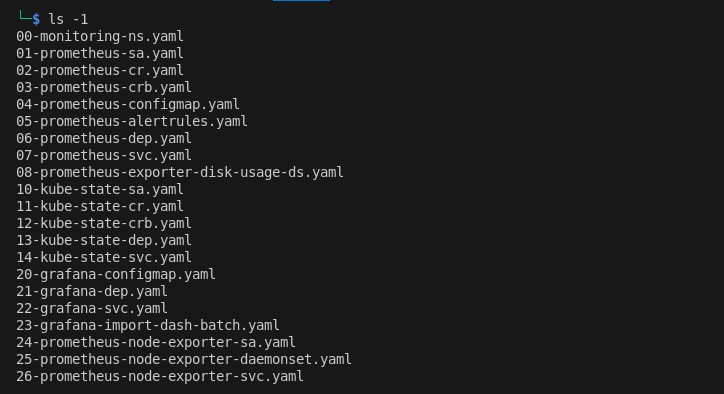 └─$ ls -1
00-monitoring-ns.yaml
01-prometheus-sa.yaml
02-prometheus-cr.yaml
03-prometheus-crb.yaml
04-prometheus-configmap.yaml
05-prometheus-alertrules.yaml
06-prometheus-dep.yaml
07-prometheus-svc.yaml
08-prometheus-exporter-disk-usage-ds.yaml
10-kube-state-sa.yaml
11-kube-state-cr.yaml
12-kube-state-crb.yaml
13-kube-state-dep.yaml
14-kube-state-svc.yaml
20-grafana-configmap.yaml
21-grafana-dep.yaml
22-grafana-svc.yaml
23-grafana-import-dash-batch.yaml
24-prometheus-node-exporter-sa.yaml
25-prometheus-node-exporter-daemonset.yaml
26-prometheus-node-exporter-svc.yaml